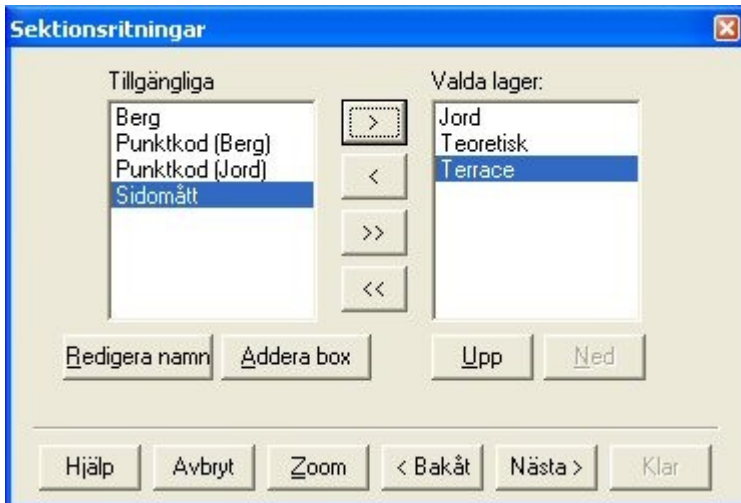 Sektionsritningar
Tillgängliga
Valda lager:
Berg
Punktkod (Berg)
Punktkod (Jord)
Sidomått
>
<
>>
<<
Jord
Teoretisk
Terrace
Redigera namn
Addera box
Upp
Ned
Hjälp
Avbryt
Zoom
< Bakåt
Nästa >
Klar